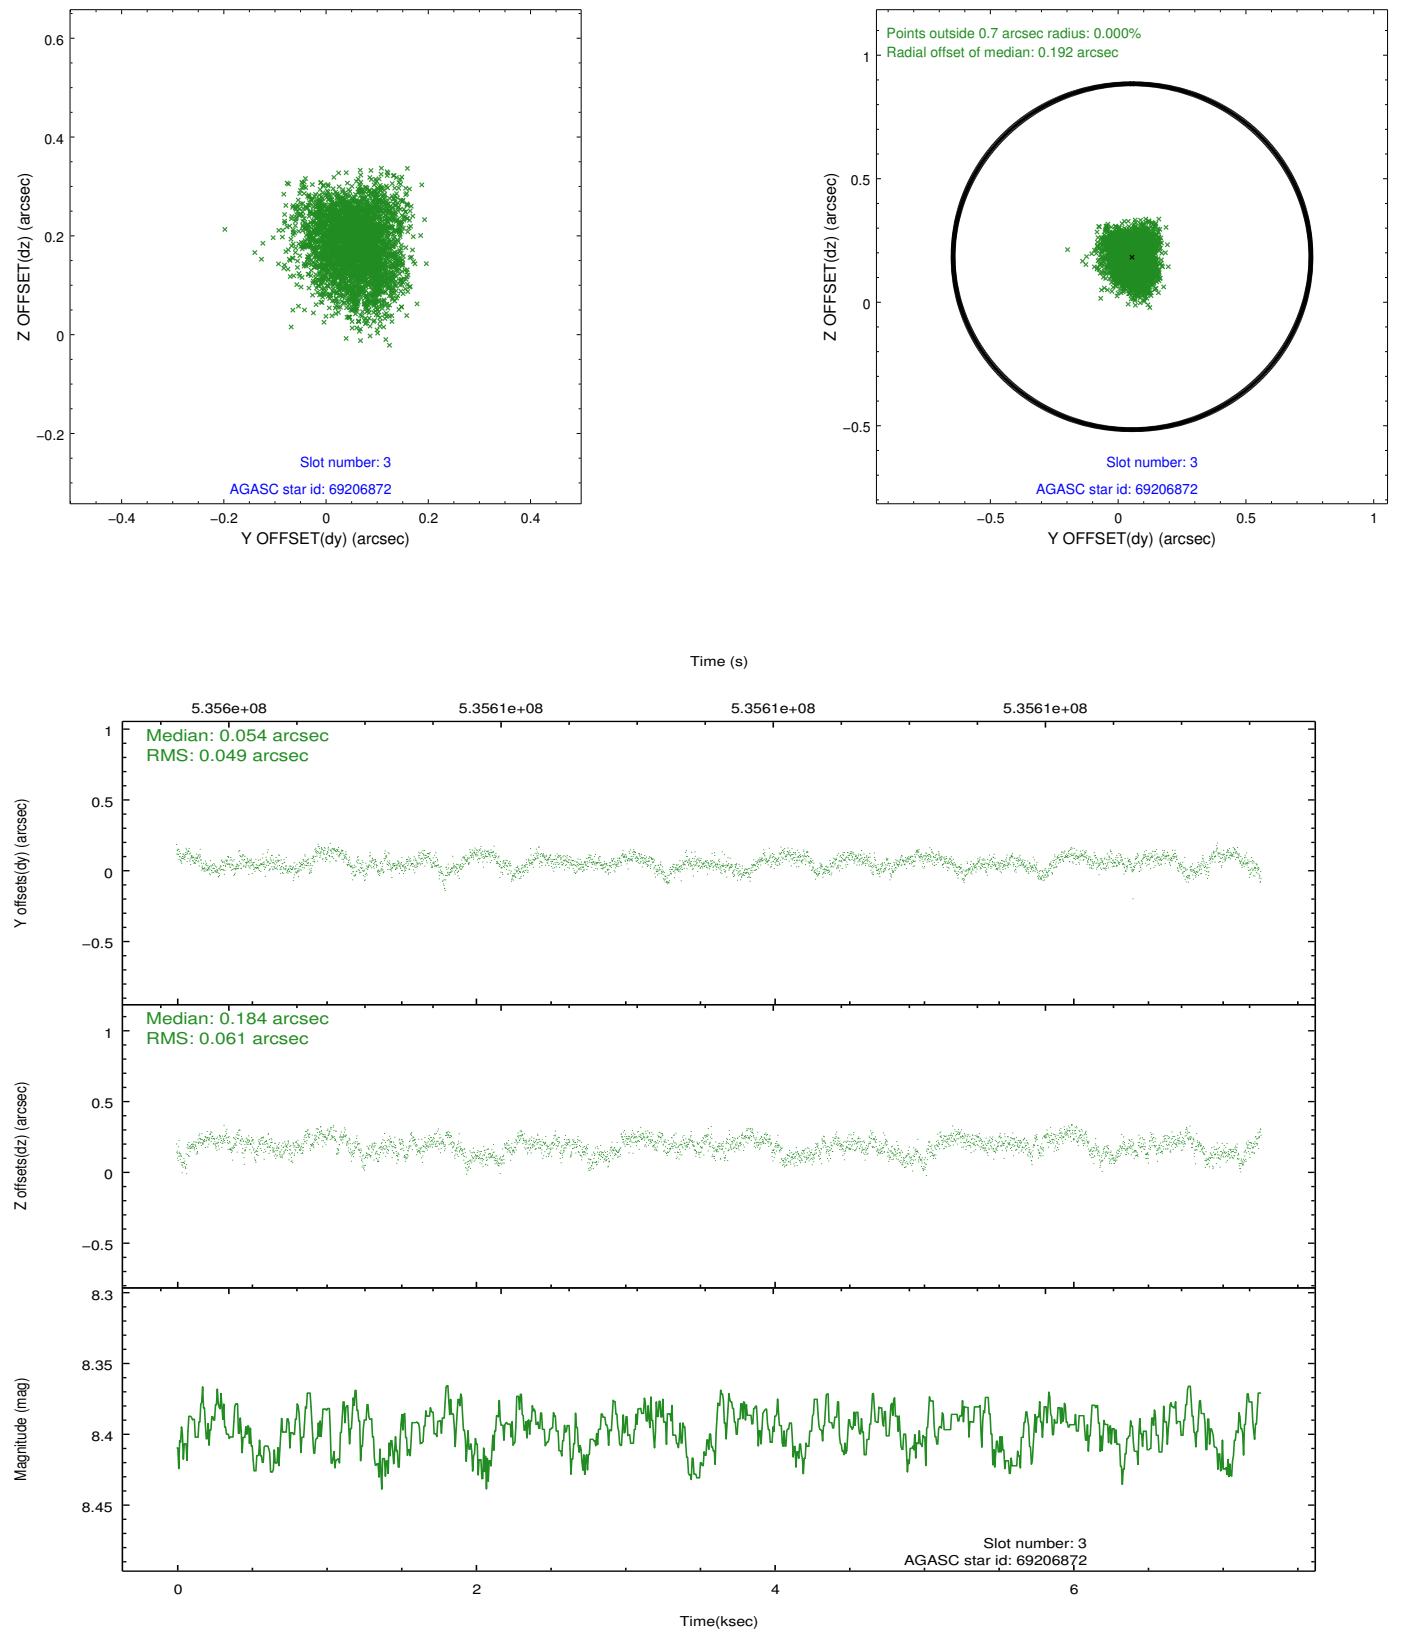 0.6
0.4
0.2
0
−0.2
Z OFFSET(dz) (arcsec)
−0.4
−0.2
0
0.2
0.4
Y OFFSET(dy) (arcsec)
Slot number: 3
AGASC star id: 69206872
Points outside 0.7 arcsec radius: 0.000%
Radial offset of median: 0.192 arcsec
1
0.5
0
−0.5
Z OFFSET(dz) (arcsec)
−0.5
0
0.5
1
Y OFFSET(dy) (arcsec)
Slot number: 3
AGASC star id: 69206872
Time (s)
5.356e+08
5.3561e+08
5.3561e+08
5.3561e+08
Median: 0.054 arcsec
RMS: 0.049 arcsec
1
0.5
0
−0.5
Y offsets(dy) (arcsec)
Median: 0.184 arcsec
RMS: 0.061 arcsec
1
0.5
0
−0.5
Z offsets(dz) (arcsec)
8.3
8.35
8.4
8.45
Magnitude (mag)
Slot number: 3
AGASC star id: 69206872
0
2
4
6
Time(ksec)